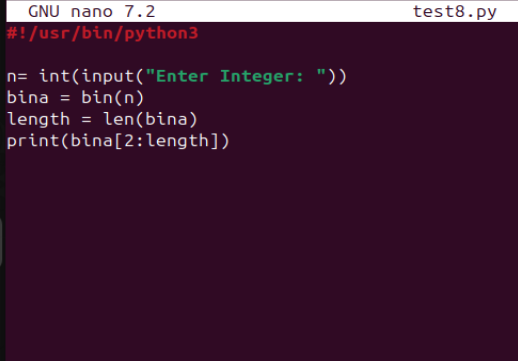 GNU nano 7.2 test8.py
#!/usr/bin/python3
n= int(input("Enter Integer: "))
bina = bin(n)
length = len(bina)
print(bina[2:length])